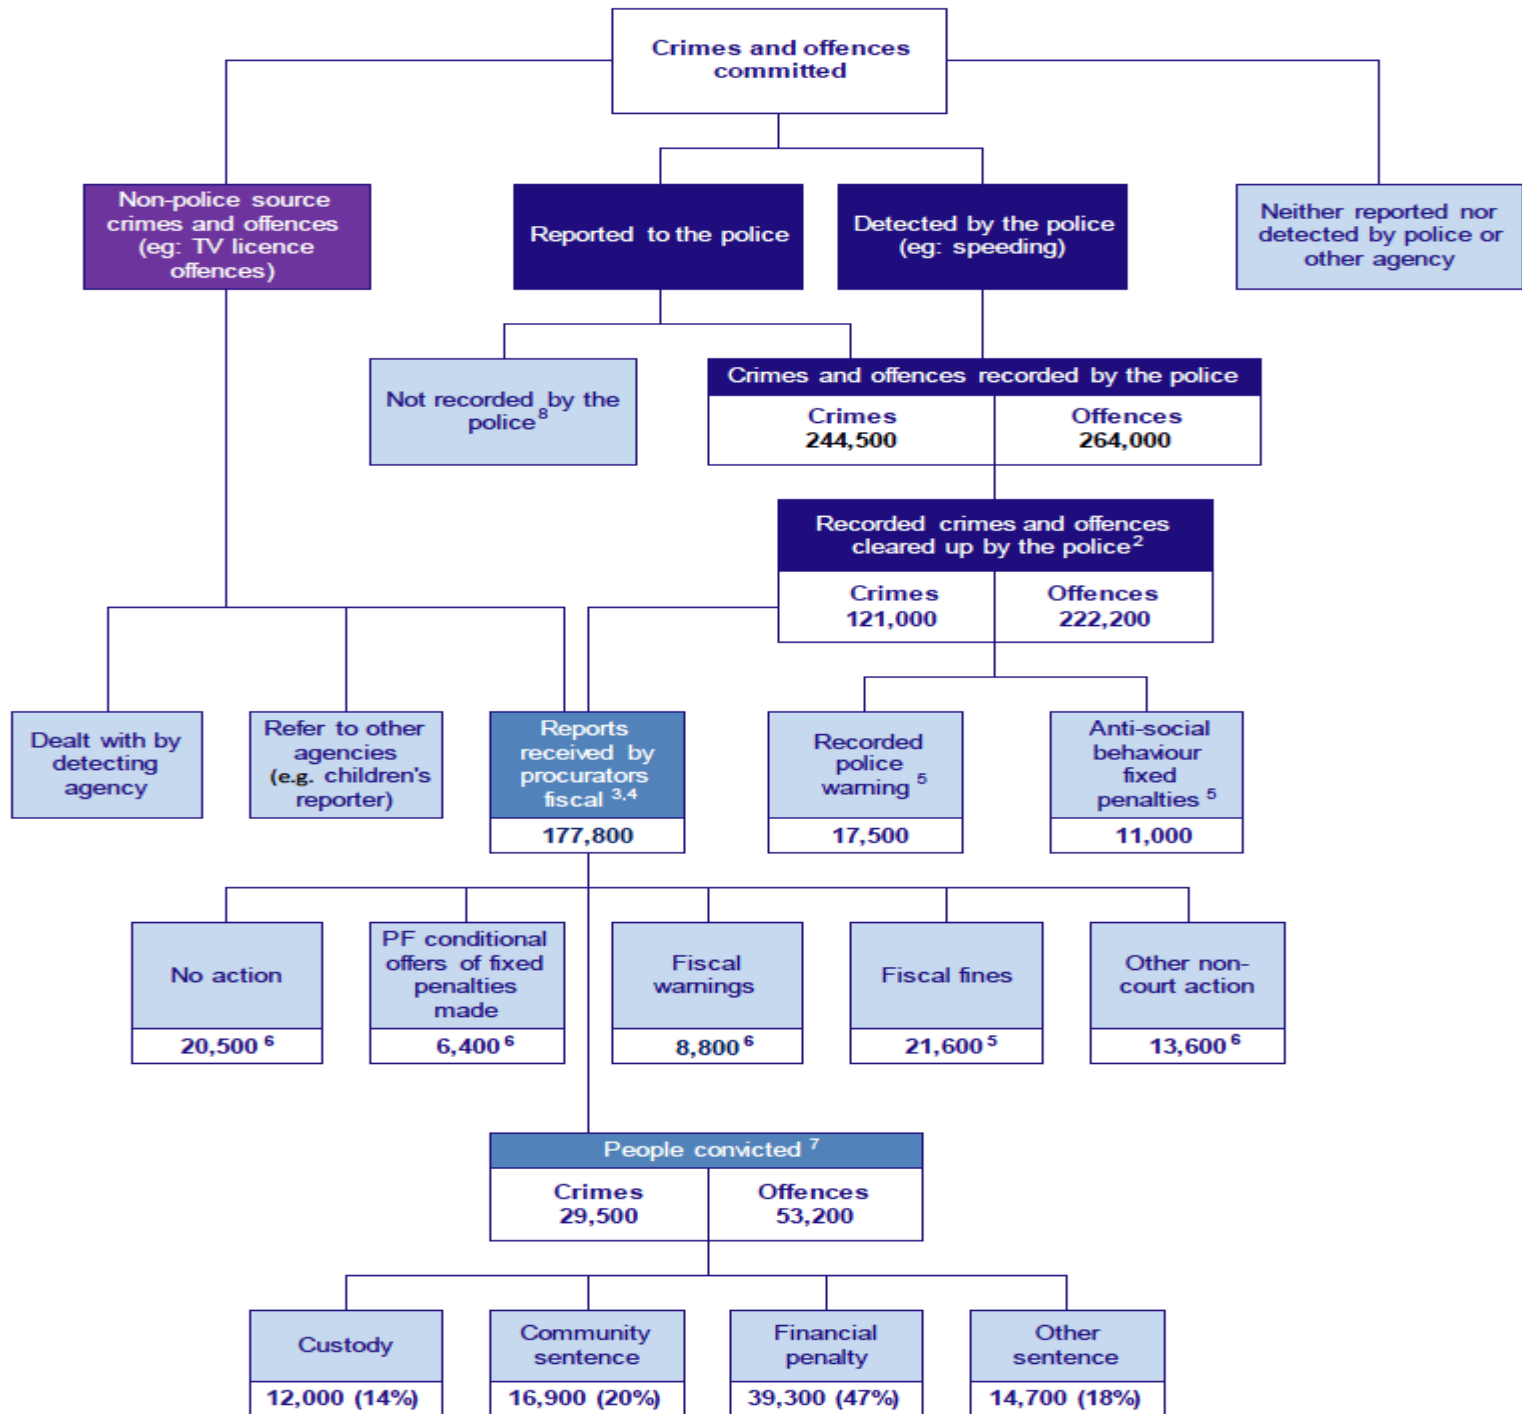 Crimes and offences
committed
Non-police source
crimes and offences
(eg: TV licence
offences)
Reported to the police
Detected by the police
(eg: speeding)
Neither reported nor
detected by police or
other agency
Not recorded by the
police⁸
Crimes and offences recorded by the police
Crimes
244,500
Offences
264,000
Recorded crimes and offences
cleared up by the police²
Crimes
121,000
Offences
222,200
Dealt with by
detecting
agency
Refer to other
agencies
(e.g. children's
reporter)
Reports
received by
procurators
fiscal ³,⁴
177,800
Recorded
police
warning ⁵
17,500
Anti-social
behaviour
fixed
penalties ⁵
11,000
No action
20,500 ⁶
PF conditional
offers of fixed
penalties
made
6,400 ⁶
Fiscal
warnings
8,800 ⁶
Fiscal fines
21,600 ⁵
Other non-
court action
13,600 ⁶
People convicted ⁷
Crimes
29,500
Offences
53,200
Custody
12,000 (14%)
Community
sentence
16,900 (20%)
Financial
penalty
39,300 (47%)
Other
sentence
14,700 (18%)